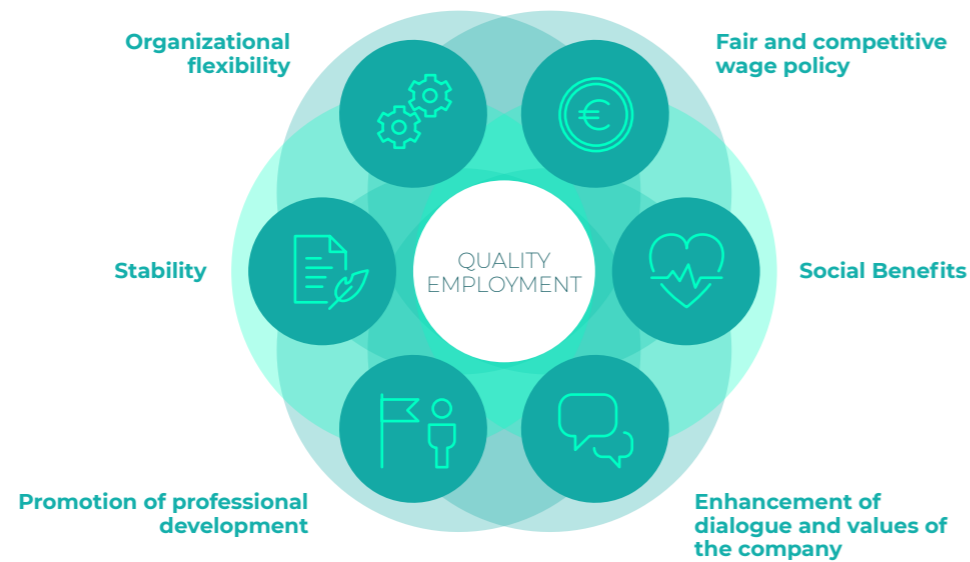 Organizational
flexibility
Fair and competitive
wage policy
€
Stability
QUALITY
EMPLOYMENT
Social Benefits
Promotion of professional
development
Enhancement of
dialogue and values of
the company